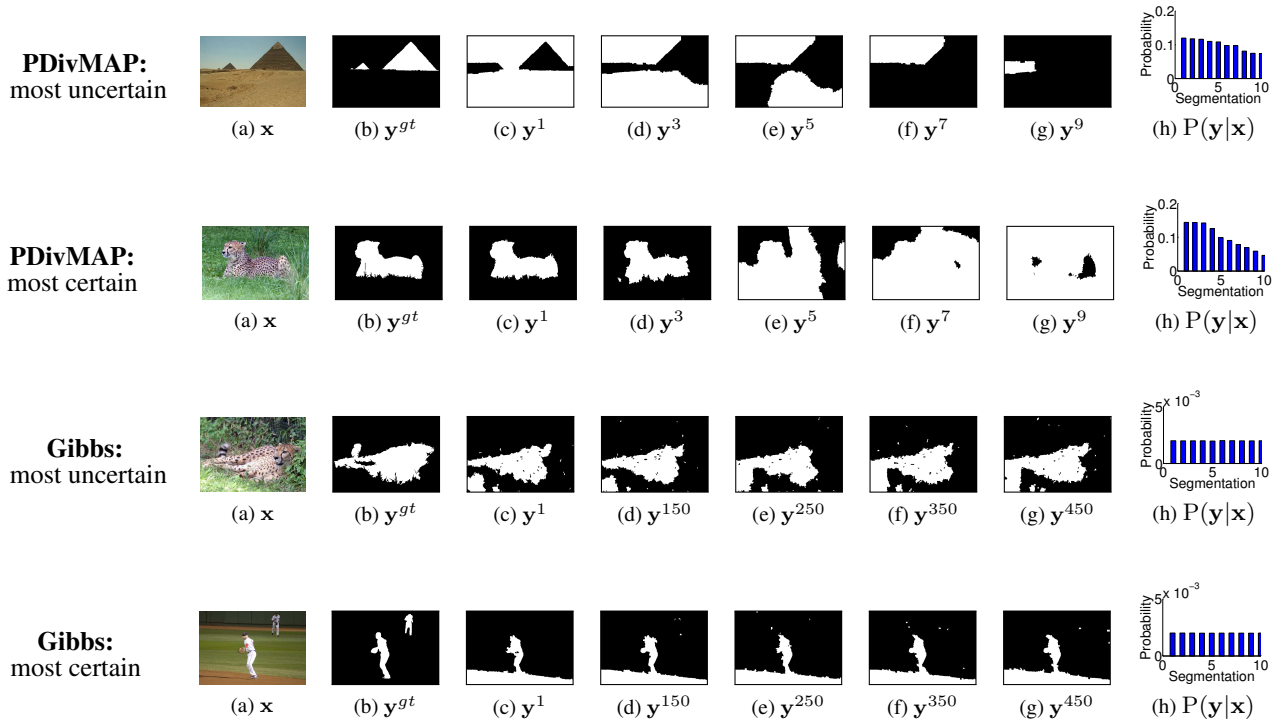 PDivMAP:
most uncertain
(a) x
(b) y^gt
(c) y^1
(d) y^3
(e) y^5
(f) y^7
(g) y^9
0.2
0.1
0
Probability
0 5 10
Segmentation
(h) P(y|x)
PDivMAP:
most certain
(a) x
(b) y^gt
(c) y^1
(d) y^3
(e) y^5
(f) y^7
(g) y^9
0.2
0.1
0
Probability
0 5 10
Segmentation
(h) P(y|x)
Gibbs:
most uncertain
(a) x
(b) y^gt
(c) y^1
(d) y^150
(e) y^250
(f) y^350
(g) y^450
5 x 10^-3
0
Probability
0 5 10
Segmentation
(h) P(y|x)
Gibbs:
most certain
(a) x
(b) y^gt
(c) y^1
(d) y^150
(e) y^250
(f) y^350
(g) y^450
5 x 10^-3
0
Probability
0 5 10
Segmentation
(h) P(y|x)